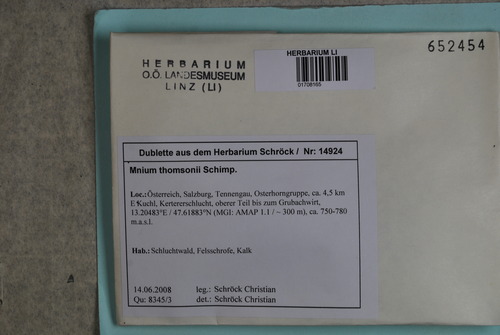 HERBARIUM
O.Ö. LANDESMUSEUM
LINZ (LI)
HERBARIUM LI
01708165
652454
Dublette aus dem Herbarium Schröck / Nr: 14924
Mnium thomsonii Schimp.
Loc.:Österreich, Salzburg, Tennengau, Osterhorngruppe, ca. 4,5 km
E Kuchl, Kertererschlucht, oberer Teil bis zum Grubachwirt,
13.20483°E / 47.61883°N (MGI: AMAP 1.1 / ~ 300 m), ca. 750-780
m.a.s.l.
Hab.: Schluchtwald, Felsschrofe, Kalk
14.06.2008 leg.: Schröck Christian
Qu: 8345/3 det.: Schröck Christian